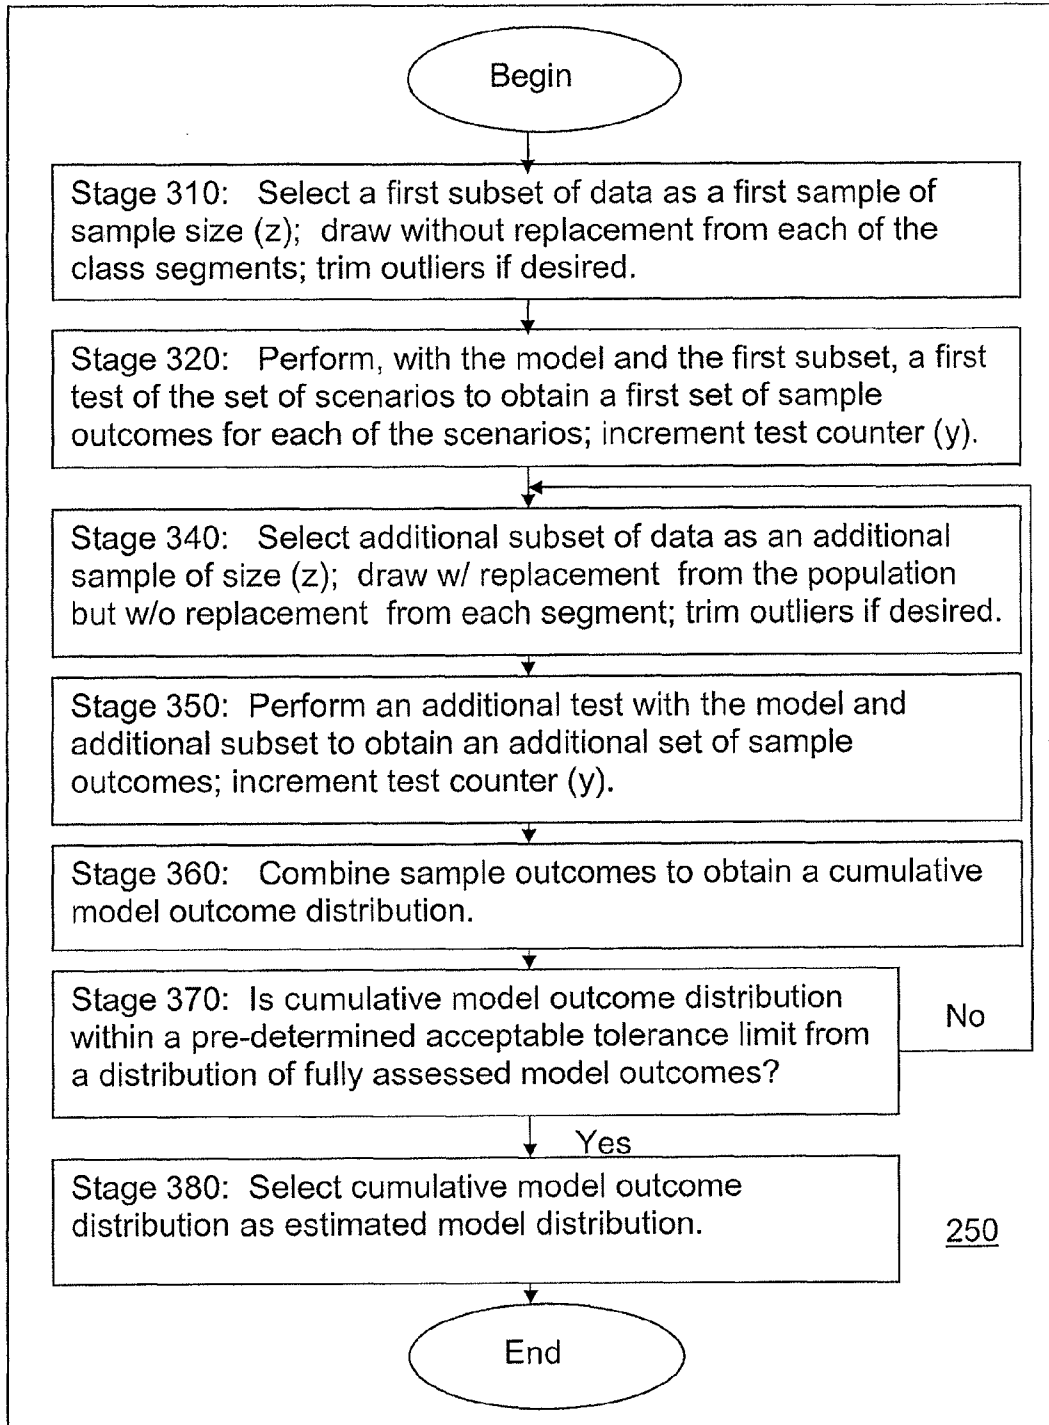 Begin
Stage 310: Select a first subset of data as a first sample of
sample size (z); draw without replacement from each of the
class segments; trim outliers if desired.
Stage 320: Perform, with the model and the first subset, a first
test of the set of scenarios to obtain a first set of sample
outcomes for each of the scenarios; increment test counter (y).
Stage 340: Select additional subset of data as an additional
sample of size (z); draw w/ replacement from the population
but w/o replacement from each segment; trim outliers if desired.
Stage 350: Perform an additional test with the model and
additional subset to obtain an additional set of sample
outcomes; increment test counter (y).
Stage 360: Combine sample outcomes to obtain a cumulative
model outcome distribution.
Stage 370: Is cumulative model outcome distribution
within a pre-determined acceptable tolerance limit from
a distribution of fully assessed model outcomes?
No
Yes
Stage 380: Select cumulative model outcome
distribution as estimated model distribution.
250
End